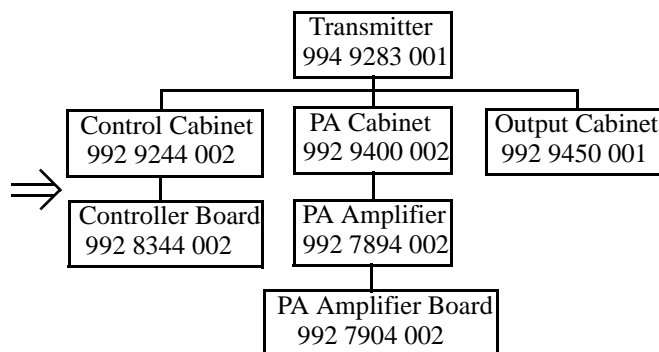 Transmitter
994 9283 001
Control Cabinet
992 9244 002
PA Cabinet
992 9400 002
Output Cabinet
992 9450 001
Controller Board
992 8344 002
PA Amplifier
992 7894 002
PA Amplifier Board
992 7904 002